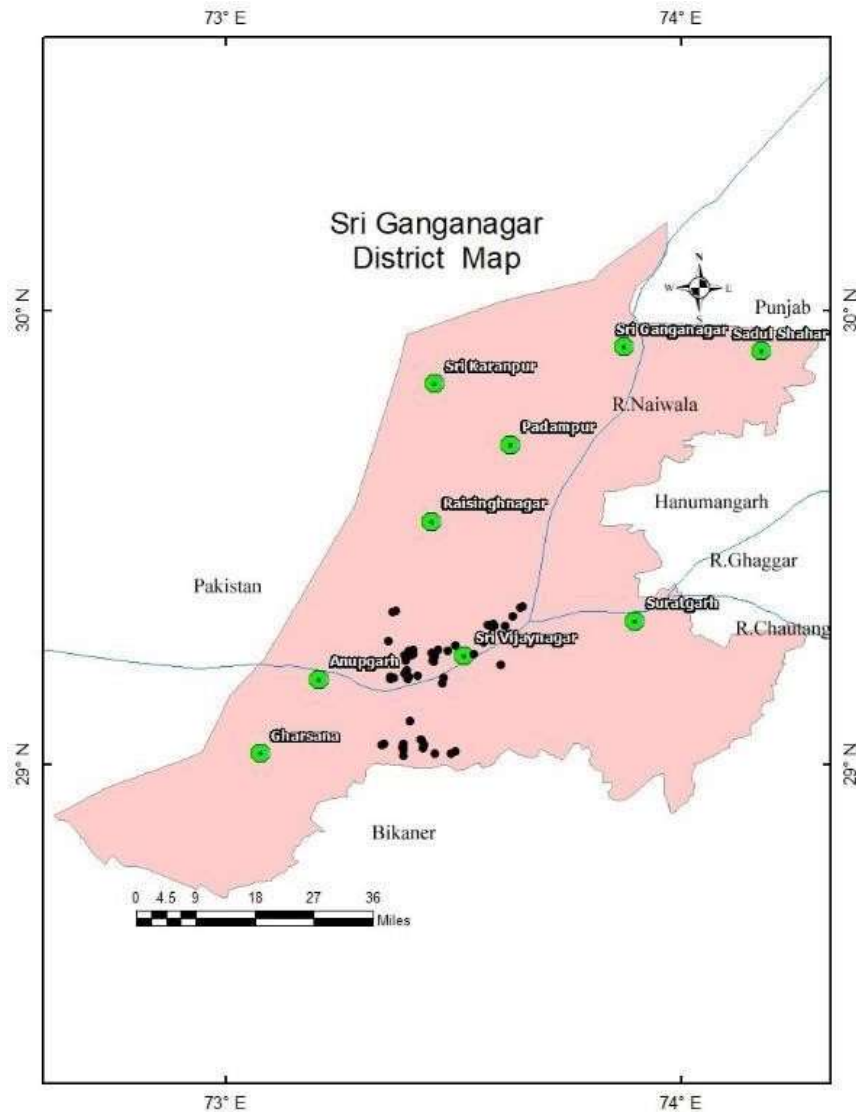 73° E
74° E
Sri Ganganagar
District Map
N
W
E
S
30° N
30° N
Punjab
Sri Ganganagar
Sadul Shahar
Sri Karanpur
R.Naiwala
Padampur
Hanumangarh
Raisinghnagar
R.Ghaggar
Pakistan
Suratgarh
R.Chautang
Sri Vijaynagar
Anupgarh
Gharsana
29° N
29° N
Bikaner
0 4.5 9 18 27 36
Miles
73° E
74° E